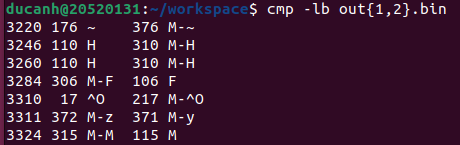 ducanh@20520131:~/workspace$ cmp -lb out{1,2}.bin
3220 176 ~    376 M-~
3246 110 H    310 M-H
3260 110 H    310 M-H
3284 306 M-F  106 F
3310  17 ^O   217 M-^O
3311 372 M-z  371 M-y
3324 315 M-M  115 M